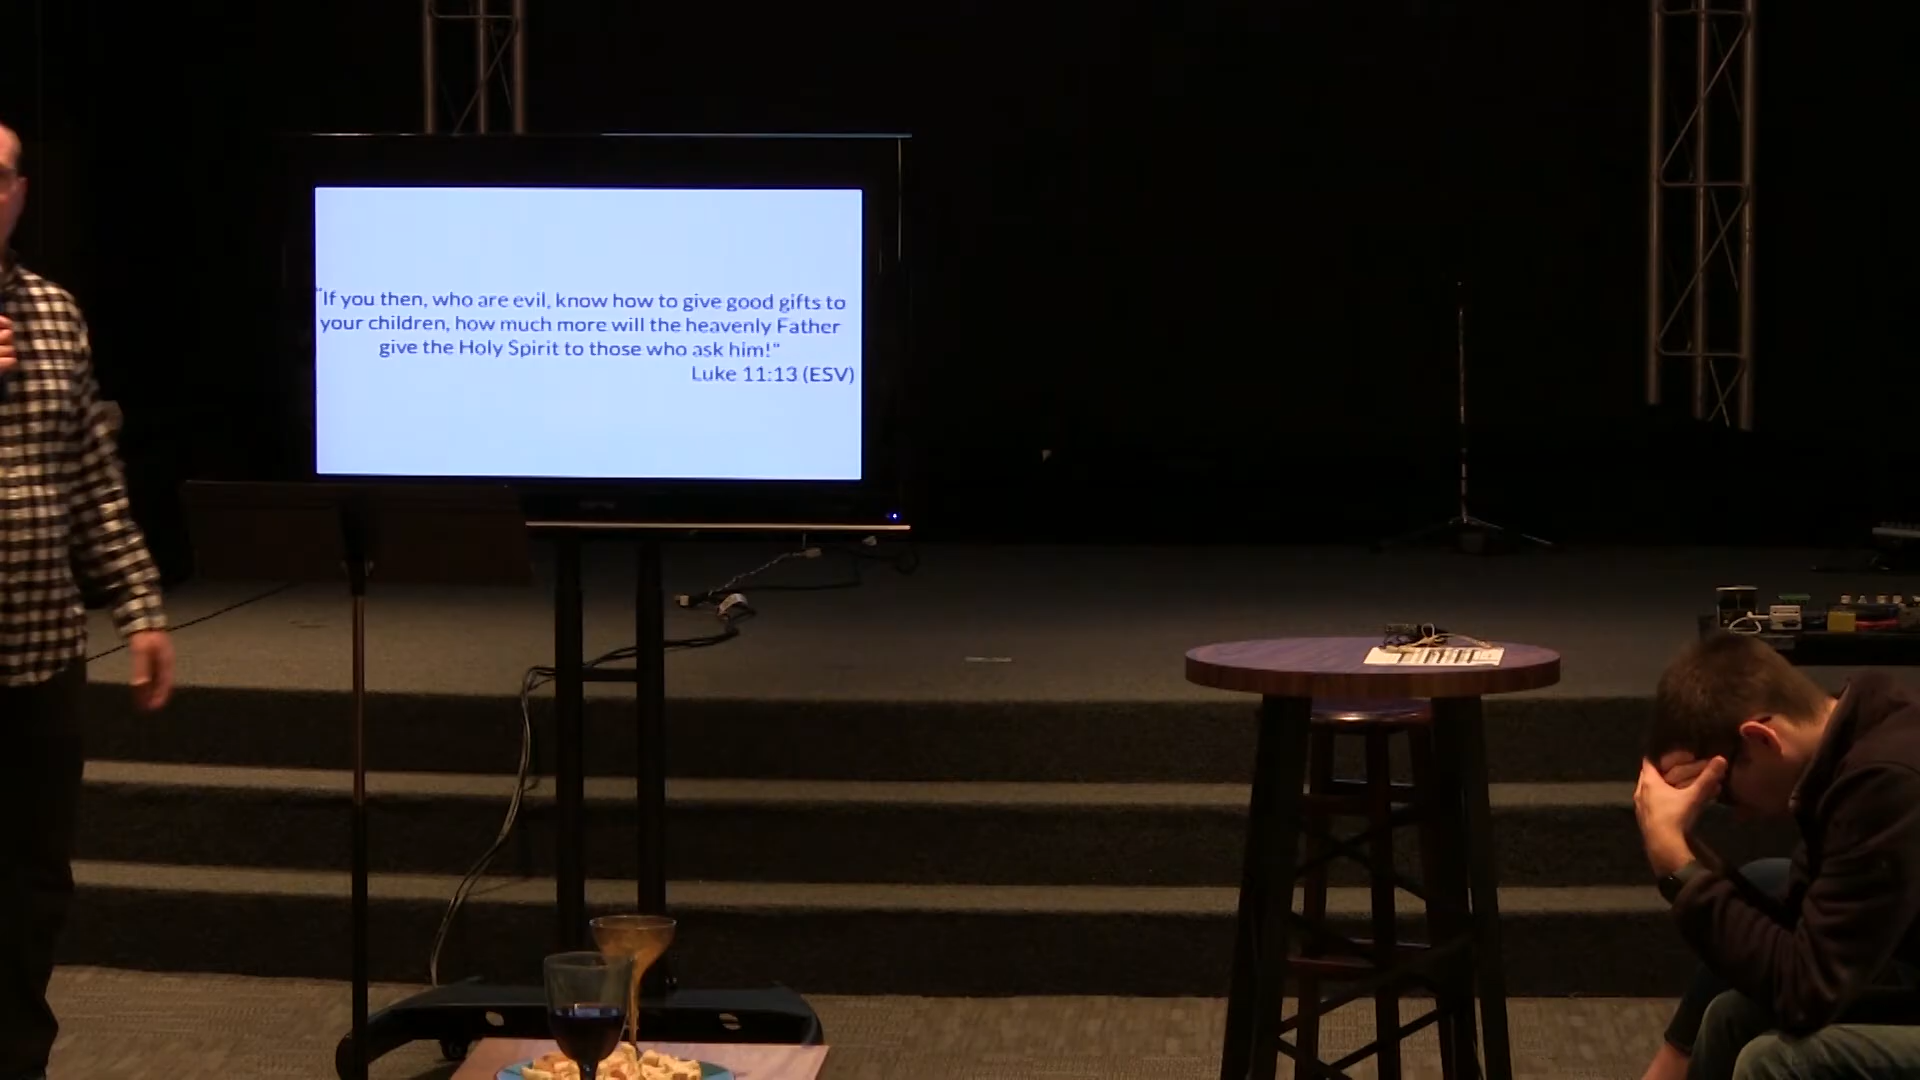 "If you then, who are evil, know how to give good gifts to
your children, how much more will the heavenly Father
give the Holy Spirit to those who ask him!"
Luke 11:13 (ESV)